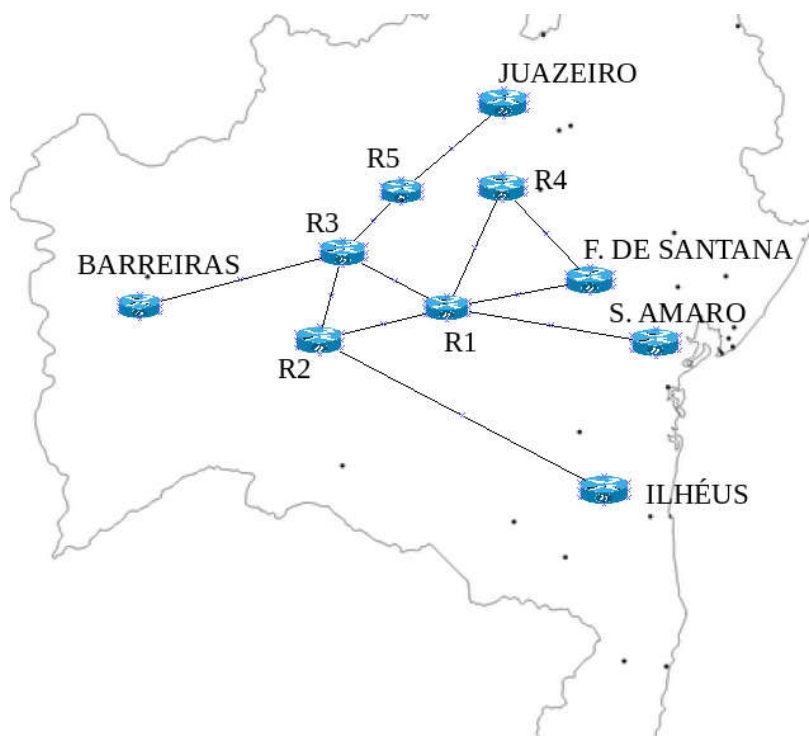 JUAZEIRO
R5
R4
R3
F. DE SANTANA
BARREIRAS
S. AMARO
R1
R2
ILHÉUS